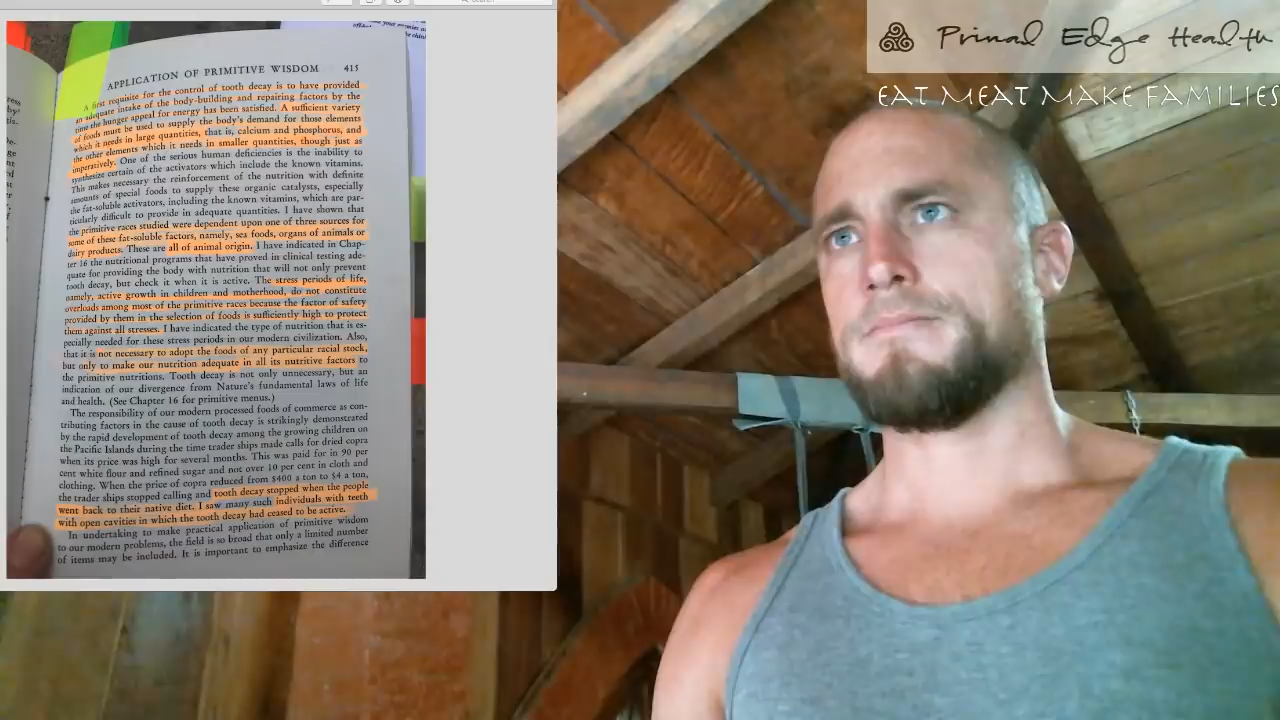 Search
Primal Edge Health
EAT MEAT MAKE FAMILIES
APPLICATION OF PRIMITIVE WISDOM 415
A first requisite for the control of tooth decay is to have provided
an adequate intake of the body-building and repairing factors by the
time the hunger appeal for energy has been satisfied. A sufficient variety
of foods must be used to supply the body's demand for those elements
which it needs in large quantities, that is, calcium and phosphorus, and
the other elements which it needs in smaller quantities, though just as
imperatively. One of the serious human deficiencies is the inability to
synthesize certain of the activators which include the known vitamins.
This makes necessary the reinforcement of the nutrition with definite
amounts of special foods to supply these organic catalysts, especially
the fat-soluble activators, including the known vitamins, which are par-
ticularly difficult to provide in adequate quantities. I have shown that
the primitive races studied were dependent upon one of three sources for
some of these fat-soluble factors, namely, sea foods, organs of animals or
dairy products. These are all of animal origin. I have indicated in Chap-
ter 16 the nutritional programs that have proved in clinical testing ade-
quate for providing the body with nutrition that will not only prevent
tooth decay, but check it when it is active. The stress periods of life,
namely, active growth in children and motherhood, do not constitute
overloads among most of the primitive races because the factor of safety
provided by them in the selection of foods is sufficiently high to protect
them against all stresses. I have indicated the type of nutrition that is es-
pecially needed for these stress periods in our modern civilization. Also,
that it is not necessary to adopt the foods of any particular racial stock,
but only to make our nutrition adequate in all its nutritive factors to
the primitive nutritions. Tooth decay is not only unnecessary, but an
indication of our divergence from Nature's fundamental laws of life
and health. (See Chapter 16 for primitive menus.)
The responsibility of our modern processed foods of commerce as con-
tributing factors in the cause of tooth decay is strikingly demonstrated
by the rapid development of tooth decay among the growing children on
the Pacific Islands during the time trader ships made calls for dried copra
when its price was high for several months. This was paid for in 90 per
cent white flour and refined sugar and not over 10 per cent in cloth and
clothing. When the price of copra reduced from $400 a ton to $4 a ton,
the trader ships stopped calling and tooth decay stopped when the people
went back to their native diet. I saw many such individuals with teeth
with open cavities in which the tooth decay had ceased to be active.
In undertaking to make practical application of primitive wisdom
to our modern problems, the field is so broad that only a limited number
of items may be included. It is important to emphasize the difference